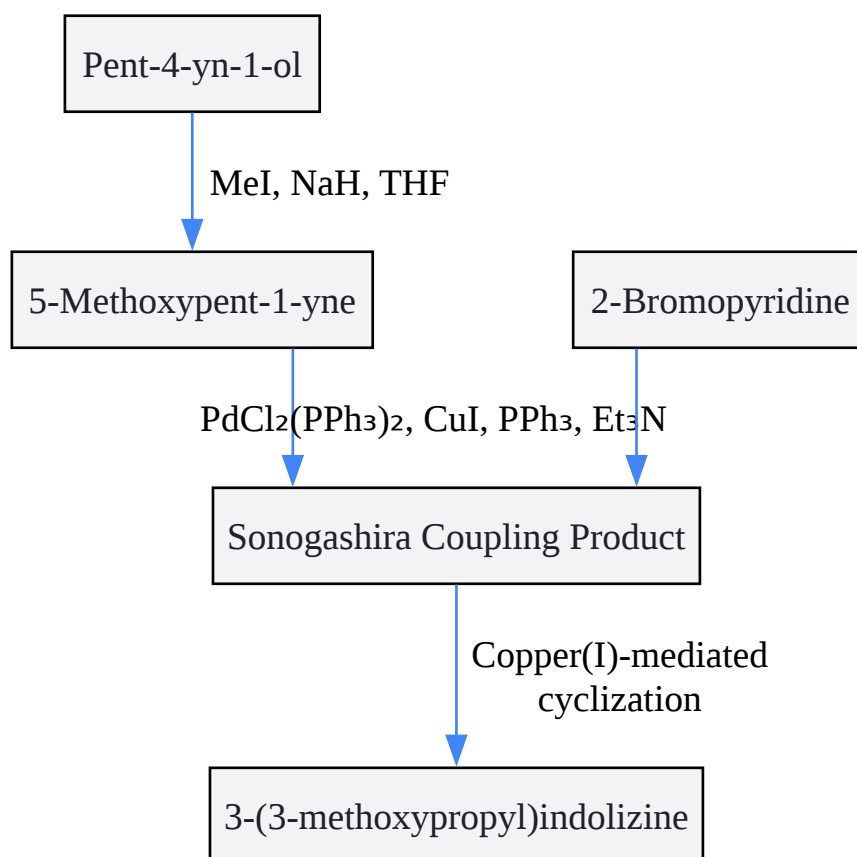 Pent-4-yn-1-ol
MeI, NaH, THF
5-Methoxypent-1-yne
2-Bromopyridine
PdCl₂(PPh₃)₂, CuI, PPh₃, Et₃N
Sonogashira Coupling Product
Copper(I)-mediated
cyclization
3-(3-methoxypropyl)indolizine